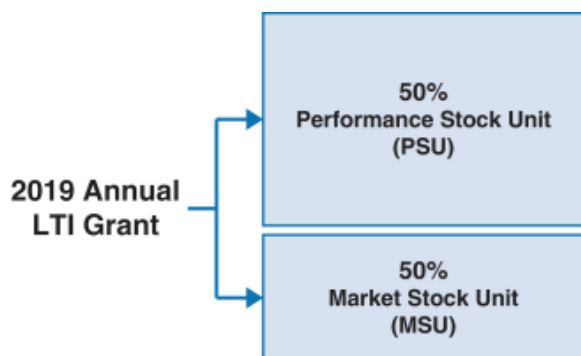 2019 Annual
LTI Grant
50%
Performance Stock Unit
(PSU)
50%
Market Stock Unit
(MSU)